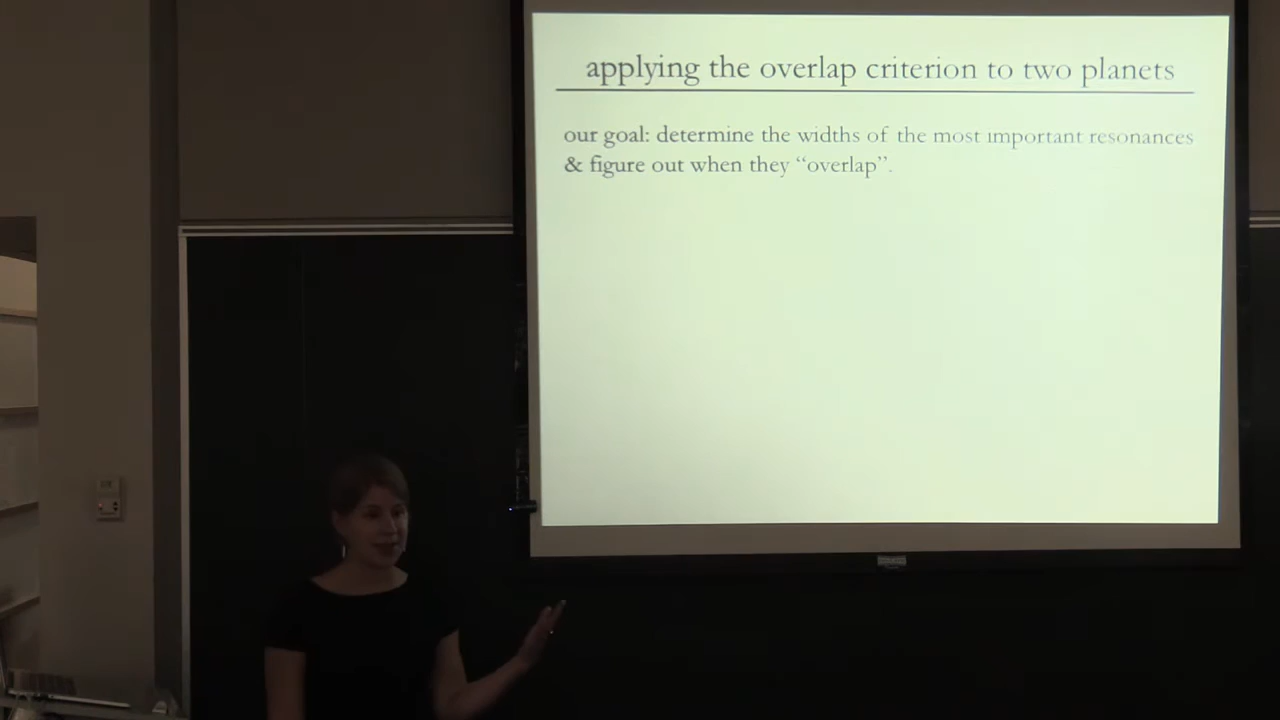 applying the overlap criterion to two planets
our goal: determine the widths of the most important resonances
& figure out when they “overlap”.